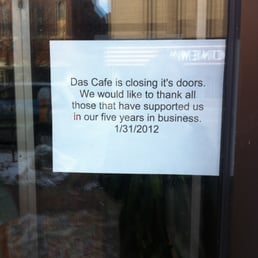 Das Cafe is closing it's doors.
We would like to thank all
those that have supported us
in our five years in business.
1/31/2012